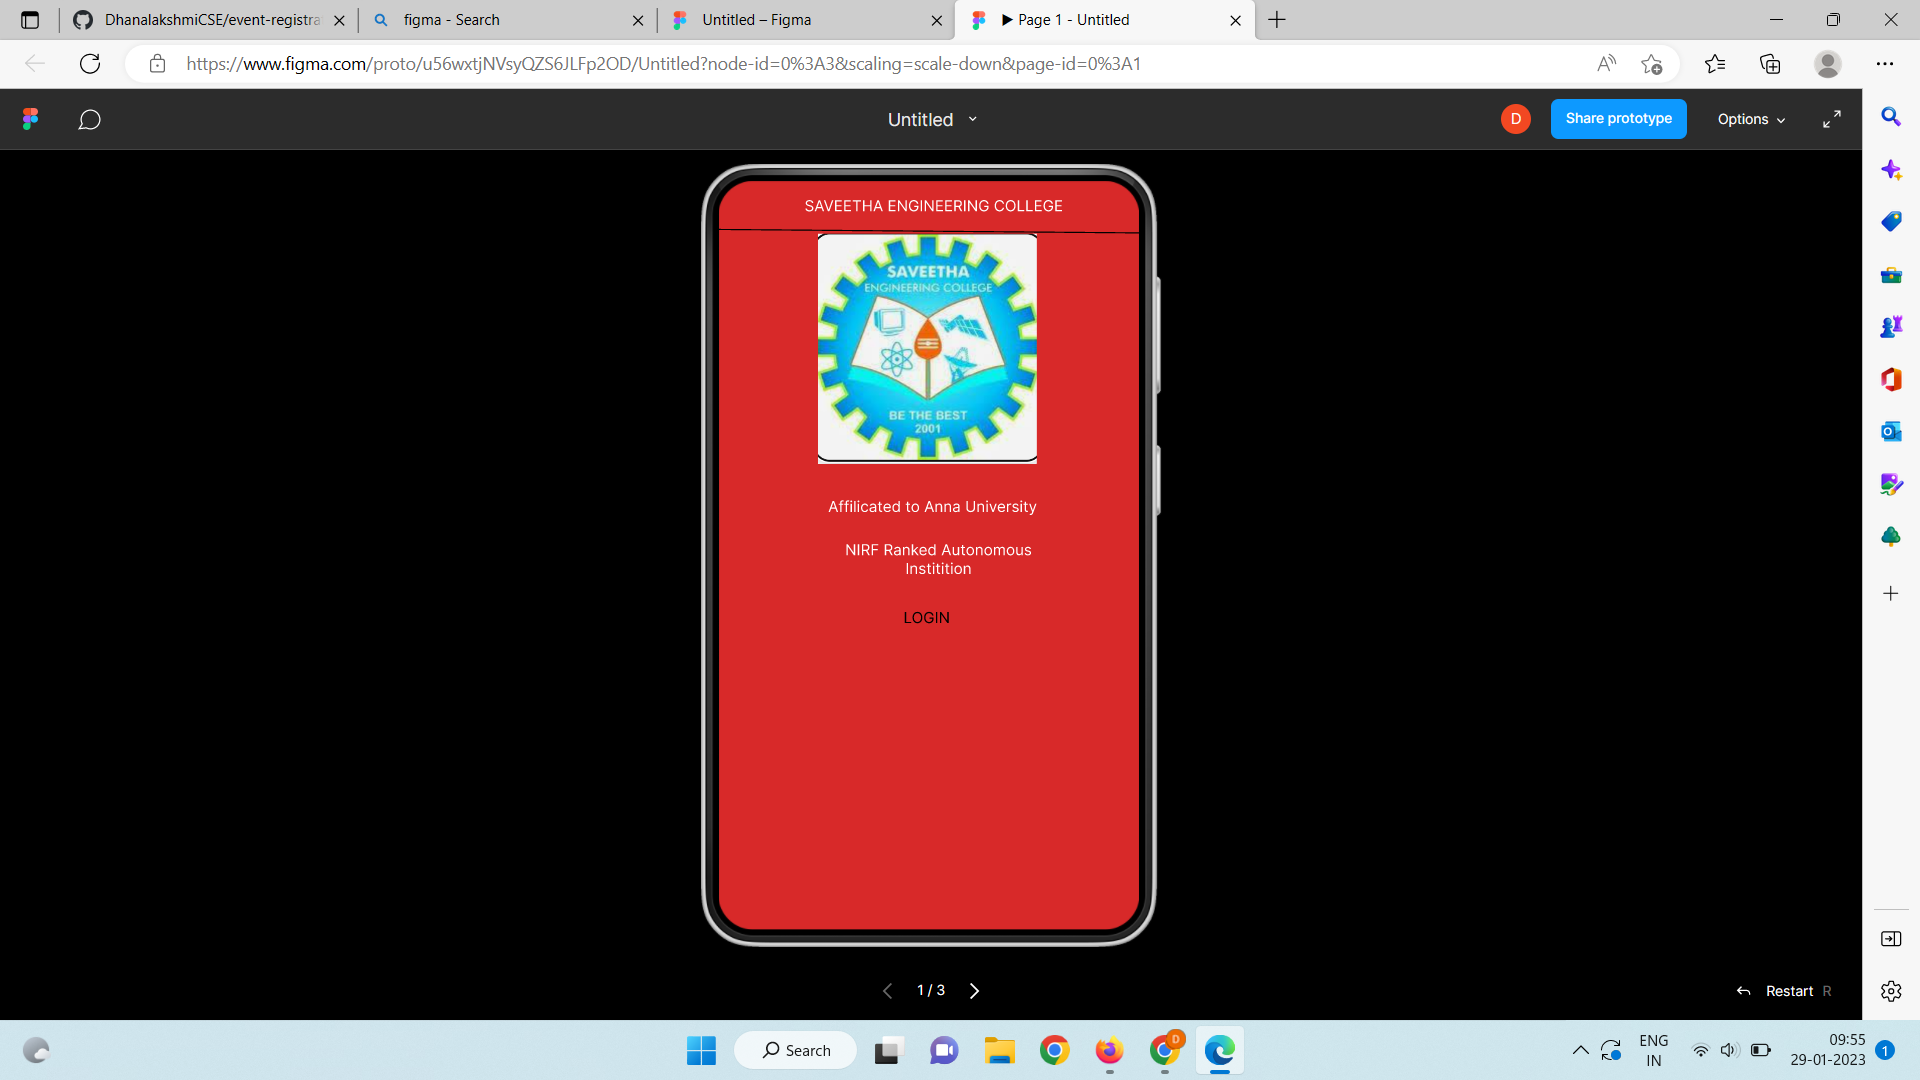 DhanalakshmiCSE/event-registra
figma - Search
Untitled – Figma
▶ Page 1 - Untitled
https://www.figma.com/proto/u56wxtjNVsyQZS6JLFp2OD/Untitled?node-id=0%3A3&scaling=scale-down&page-id=0%3A1
Untitled
D
Share prototype
Options
SAVEETHA ENGINEERING COLLEGE
SAVEETHA
ENGINEERING COLLEGE
BE THE BEST
2001
Affilicated to Anna University
NIRF Ranked Autonomous
Institition
LOGIN
1 / 3
Restart R
Search
D
ENG
IN
09:55
29-01-2023
1